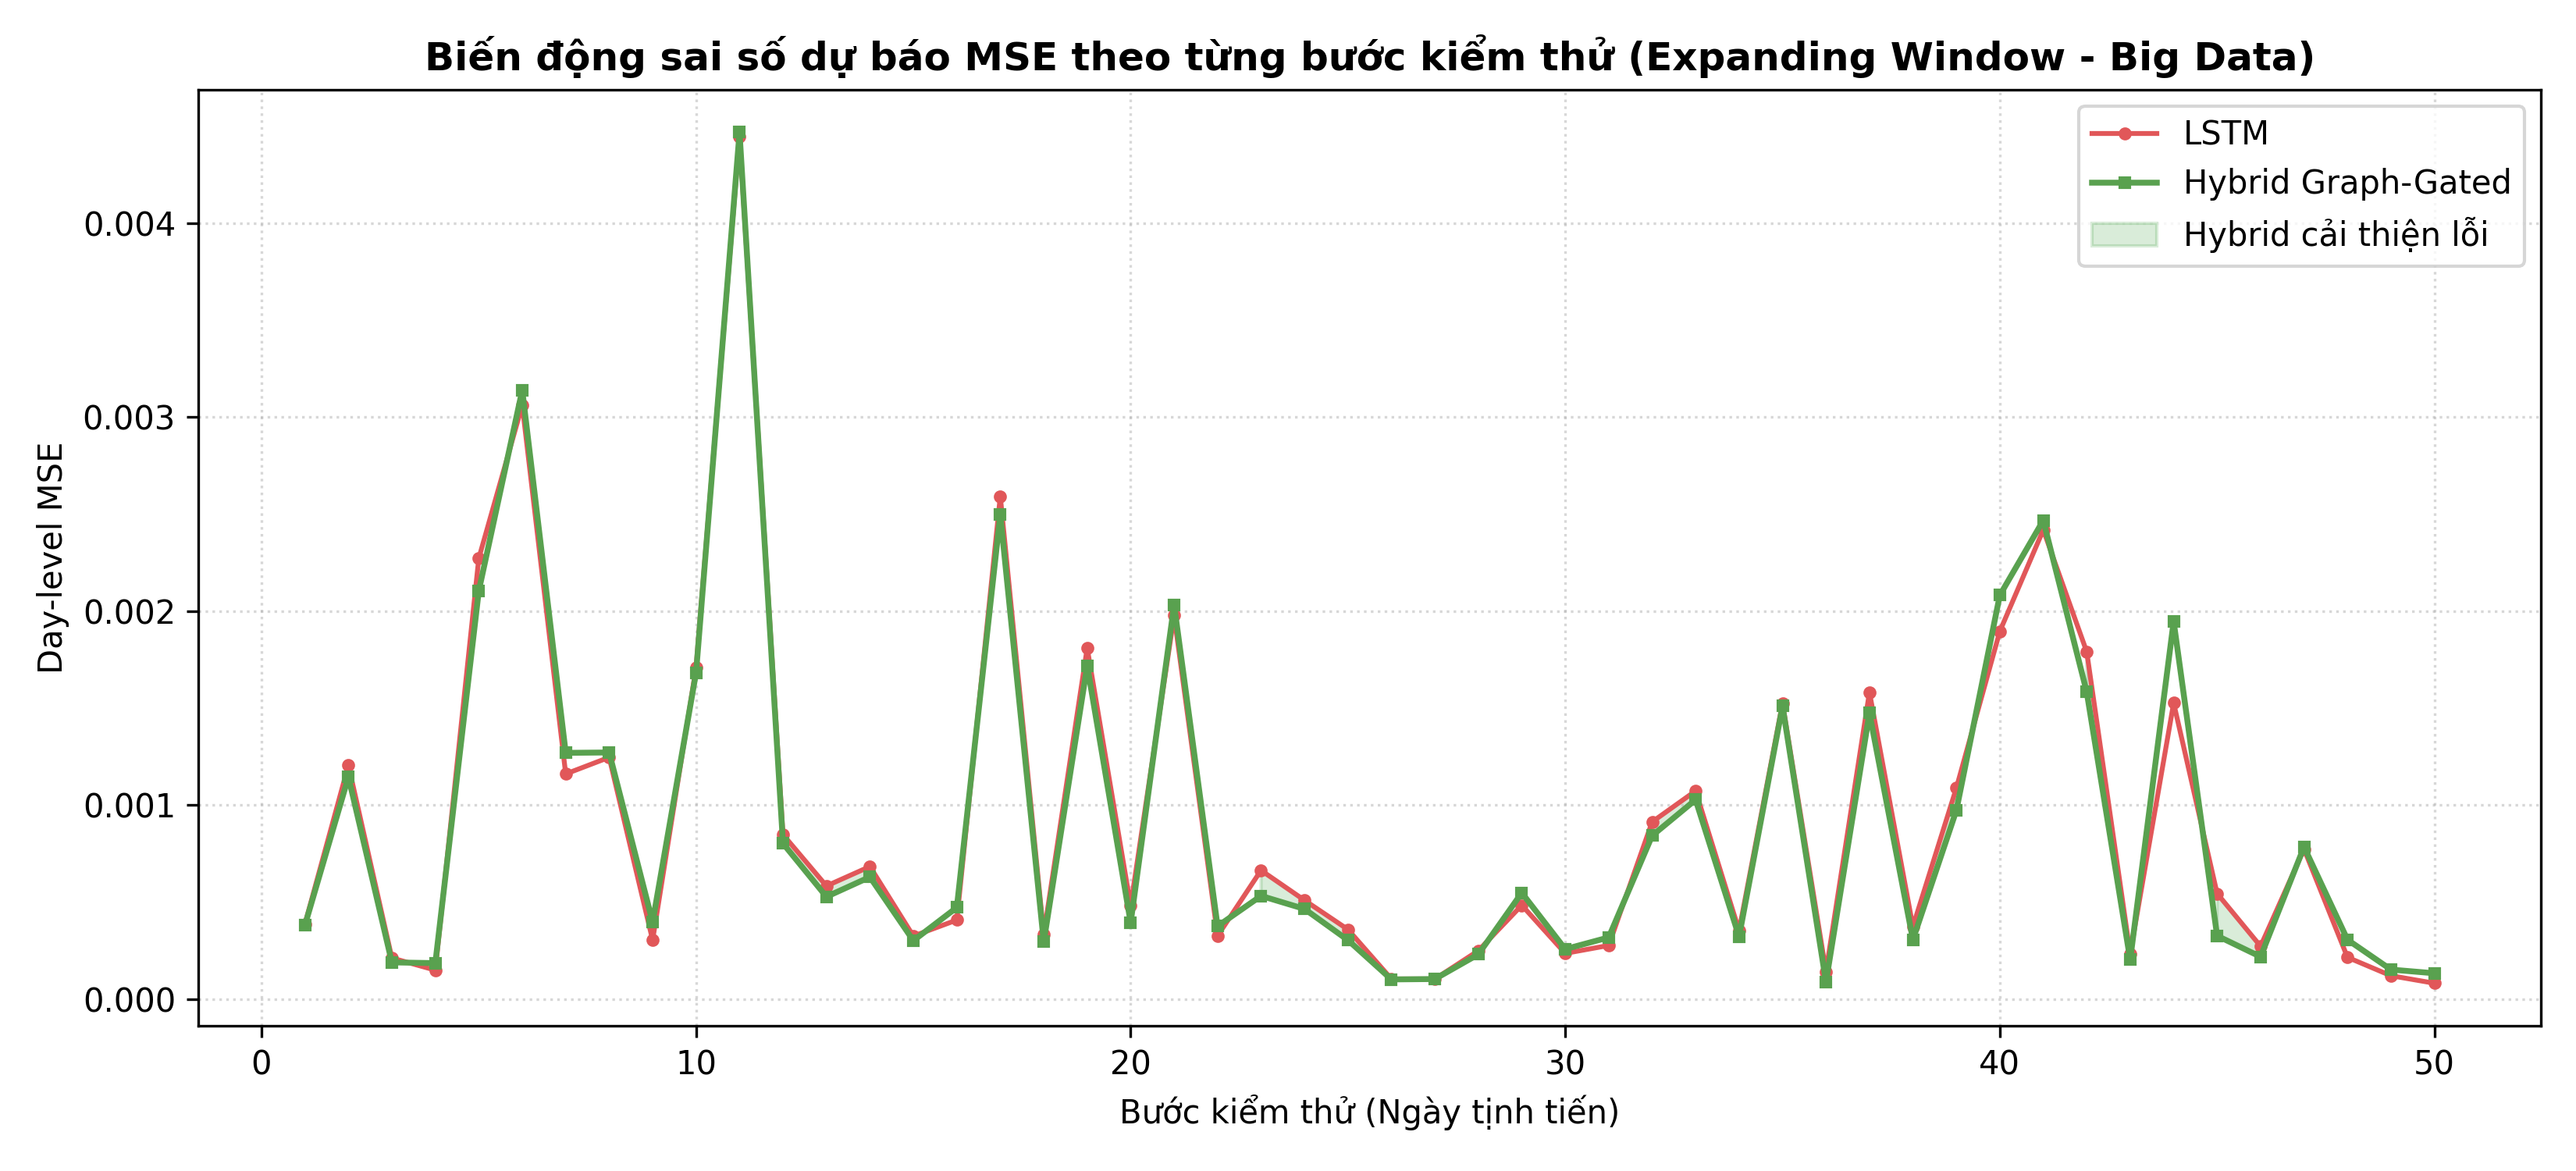 Biến động sai số dự báo MSE theo từng bước kiểm thử (Expanding Window - Big Data)
LSTM
Hybrid Graph-Gated
Hybrid cải thiện lỗi
Day-level MSE
0.004
0.003
0.002
0.001
0.000
0 10 20 30 40 50
Bước kiểm thử (Ngày tịnh tiến)